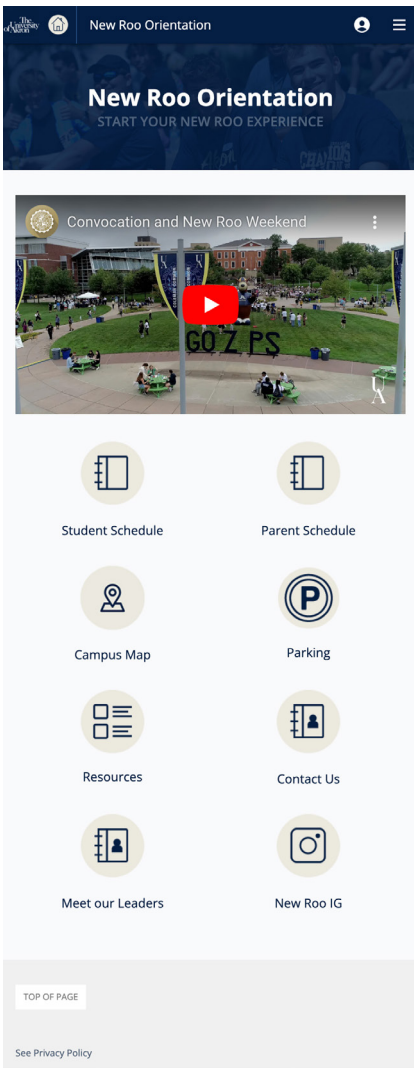 The
University
of Akron
New Roo Orientation
New Roo Orientation
START YOUR NEW ROO EXPERIENCE
Convocation and New Roo Weekend
GO Z PS
UA
Student Schedule
Parent Schedule
Campus Map
P
Parking
Resources
Contact Us
Meet our Leaders
New Roo IG
TOP OF PAGE
See Privacy Policy